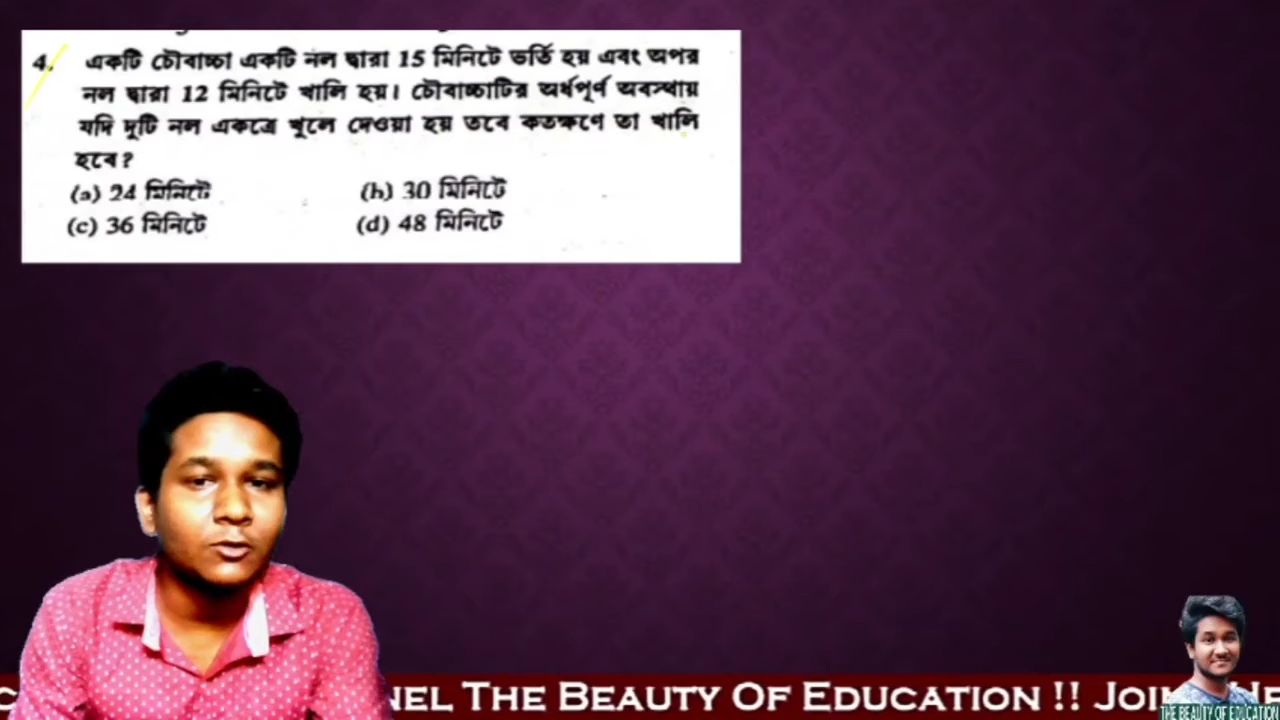 4. একটি চৌবাচ্চা একটি নল দ্বারা 15 মিনিটে ভর্তি হয় এবং অপর
নল দ্বারা 12 মিনিটে খালি হয়। চৌবাচ্চাটির অর্ধপূর্ণ অবস্থায়
যদি দুটি নল একত্রে খুলে দেওয়া হয় তবে কতক্ষণে তা খালি
হবে?
(a) 24 মিনিটে (b) 30 মিনিটে
(c) 36 মিনিটে (d) 48 মিনিটে
NEL THE BEAUTY OF EDUCATION !! JOI
THE BEAUTY OF EDUCATION